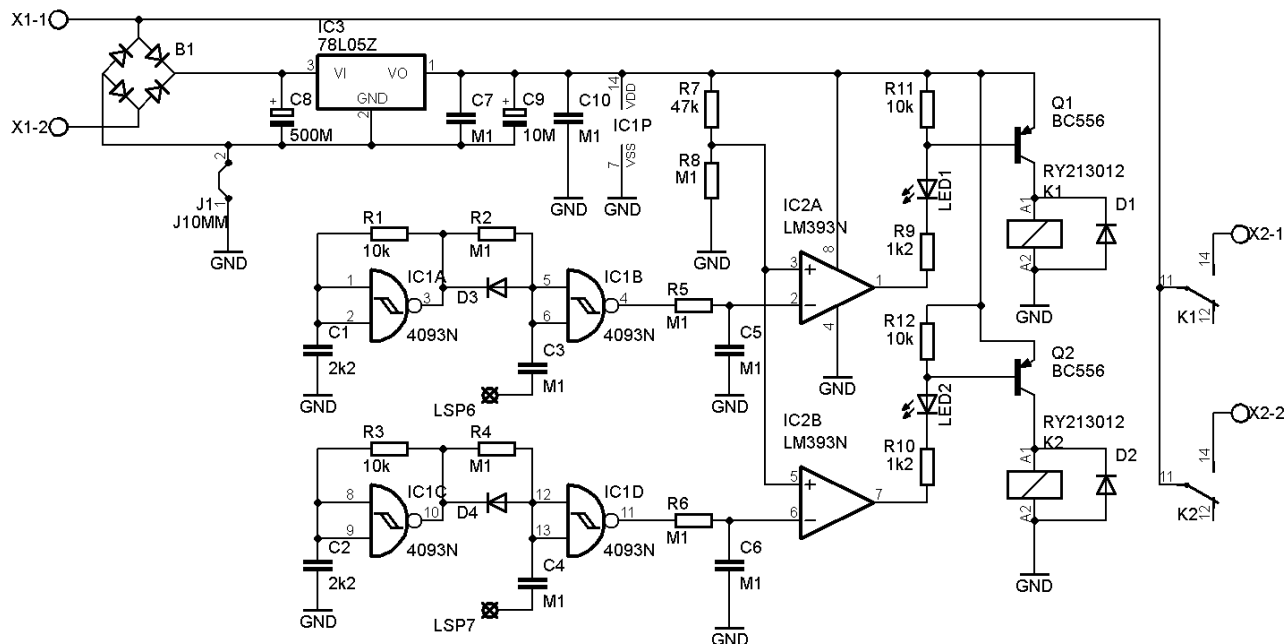 X1-1
B1
X1-2
IC3
78L05Z
3
VI
VO
1
GND
2
C8
+
500M
C7
M1
C9
+
10M
C10
M1
14
VDD
IC1P
VSS
7
GND
GND
2
J1
1
J10MM
GND
R7
47k
R8
M1
GND
R11
10k
Q1
BC556
LED1
R9
1k2
RY213012
K1
A1
A2
D1
GND
X2-1
14
11
12
K1
R1
10k
R2
M1
IC1A
1
2
3
4093N
D3
C1
2k2
GND
IC1B
5
6
4
4093N
C3
M1
LSP6
R5
M1
C5
M1
GND
IC2A
LM393N
8
3
+
2
−
1
4
GND
R12
10k
Q2
BC556
LED2
R10
1k2
RY213012
K2
A1
A2
D2
GND
X2-2
14
11
12
K2
R3
10k
R4
M1
IC1C
8
9
10
4093N
D4
C2
2k2
GND
IC1D
12
13
11
4093N
C4
M1
LSP7
R6
M1
C6
M1
GND
IC2B
LM393N
5
+
6
−
7